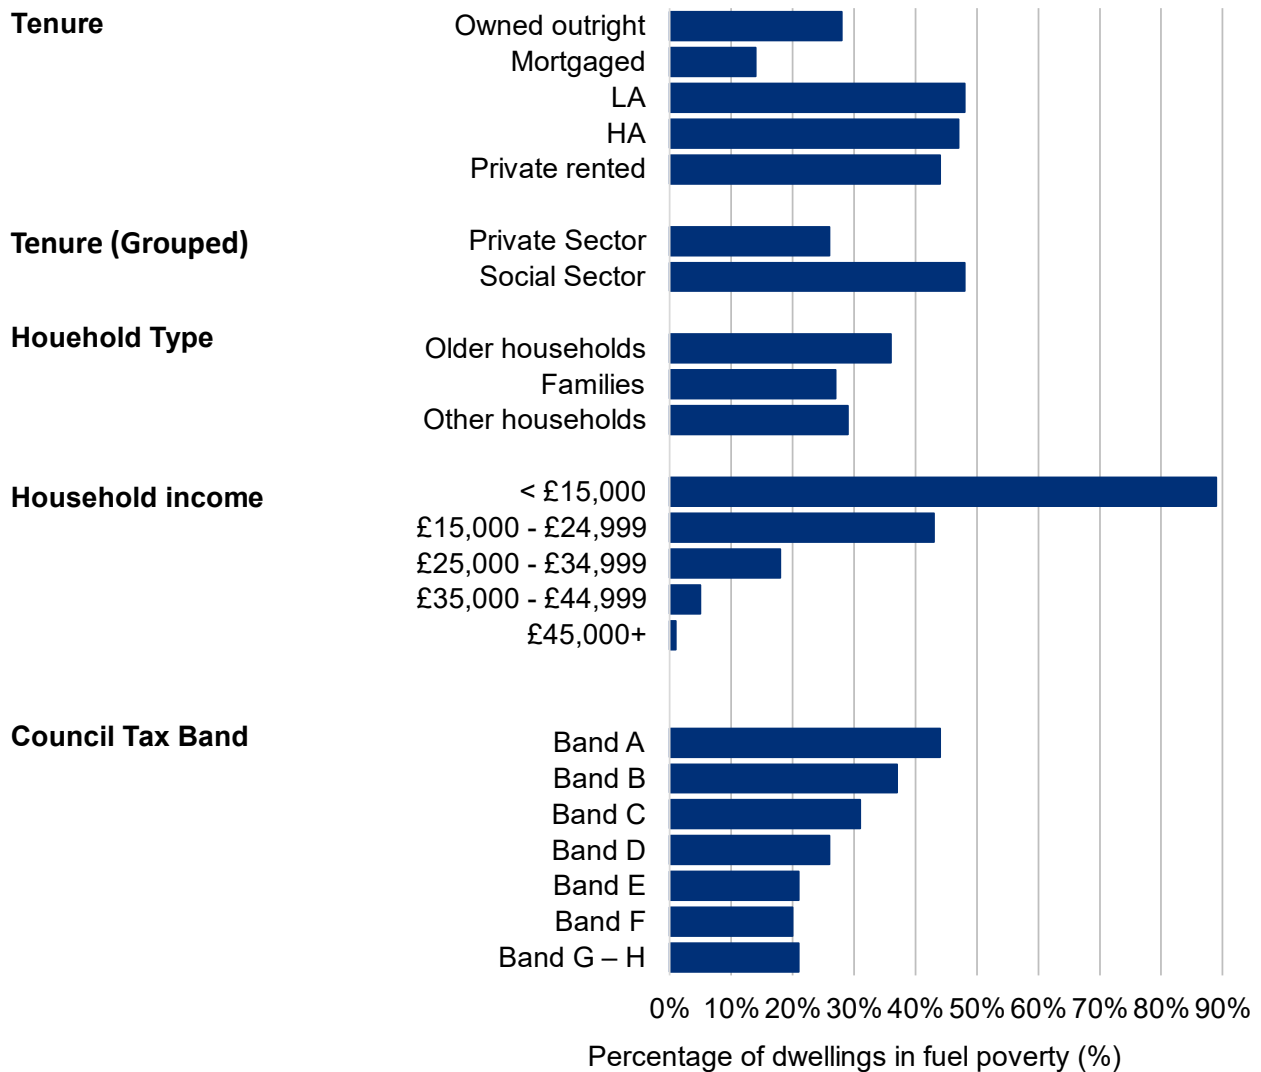 Tenure
Owned outright
Mortgaged
LA
HA
Private rented
Tenure (Grouped)
Private Sector
Social Sector
Houehold Type
Older households
Families
Other households
Household income
< £15,000
£15,000 - £24,999
£25,000 - £34,999
£35,000 - £44,999
£45,000+
Council Tax Band
Band A
Band B
Band C
Band D
Band E
Band F
Band G – H
0% 10% 20% 30% 40% 50% 60% 70% 80% 90%
Percentage of dwellings in fuel poverty (%)